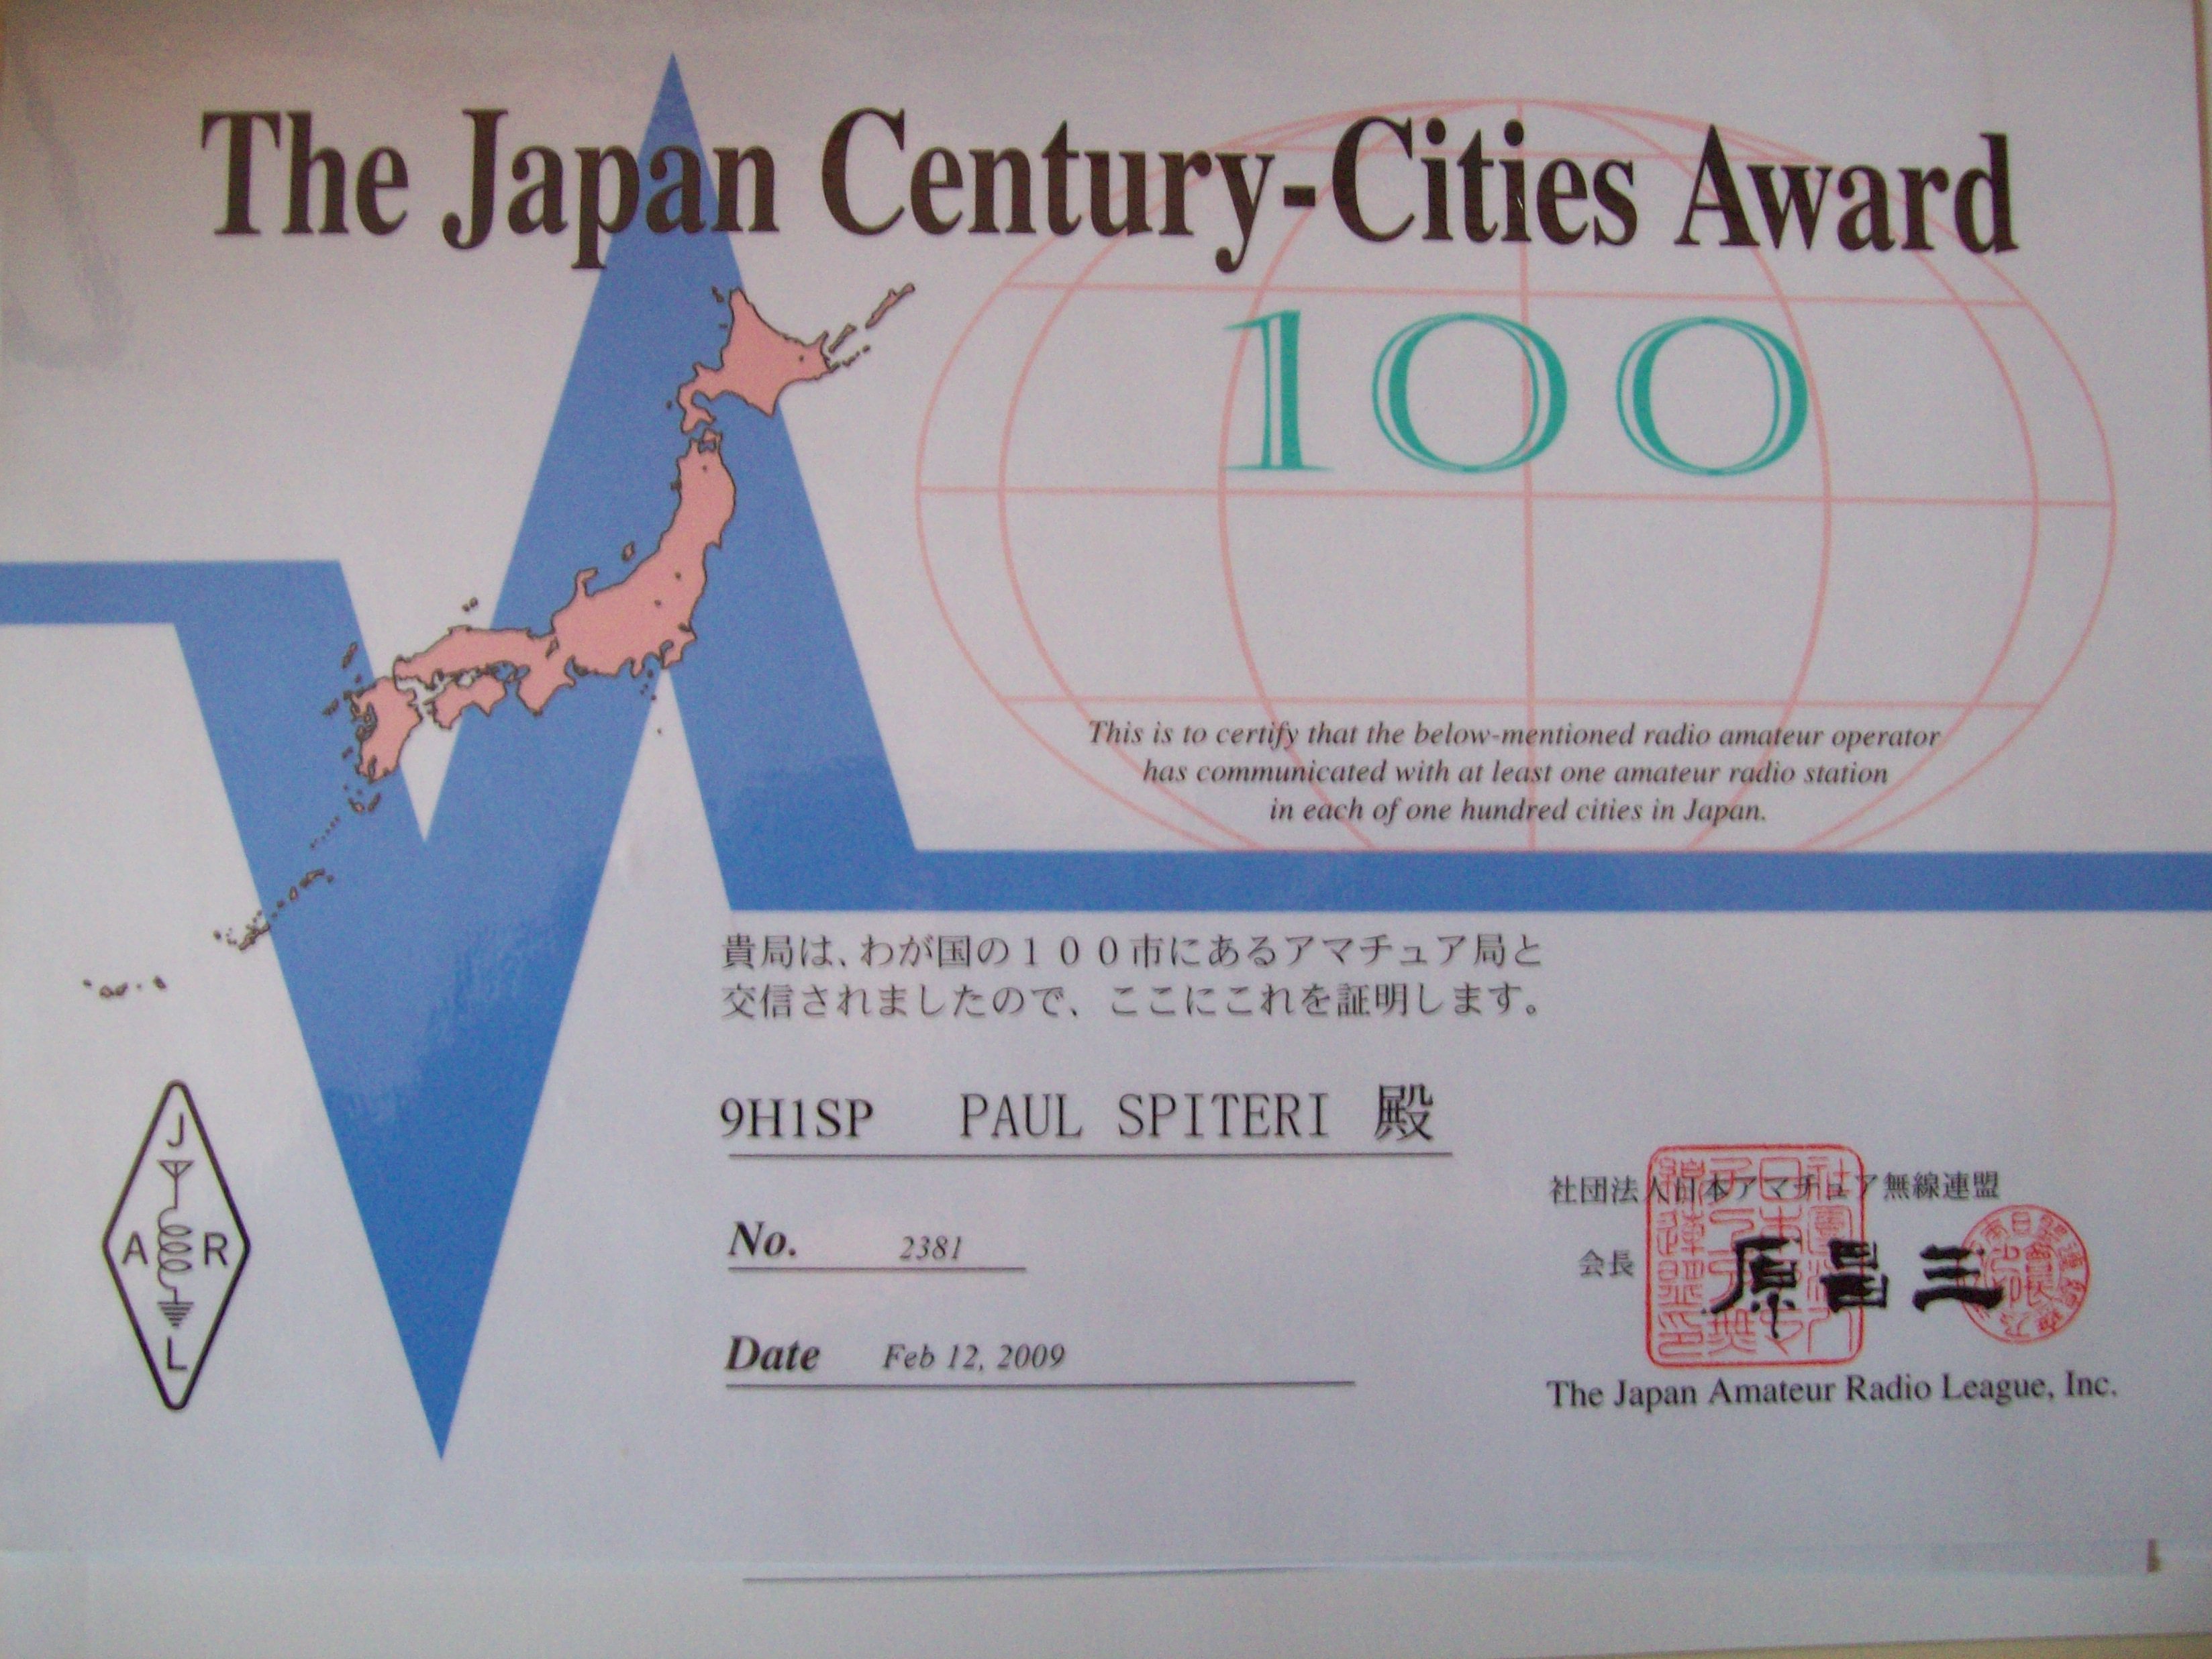 The Japan Century-Cities Award
100
This is to certify that the below-mentioned radio amateur operator
has communicated with at least one amateur radio station
in each of one hundred cities in Japan.
貴局は、わが国の100市にあるアマチュア局と
交信されましたので、ここにこれを証明します。
9H1SP PAUL SPITERI 殿
No. 2381
Date Feb 12, 2009
J
A R
L
社団法人日本アマチュア無線連盟
会長 原昌三
The Japan Amateur Radio League, Inc.